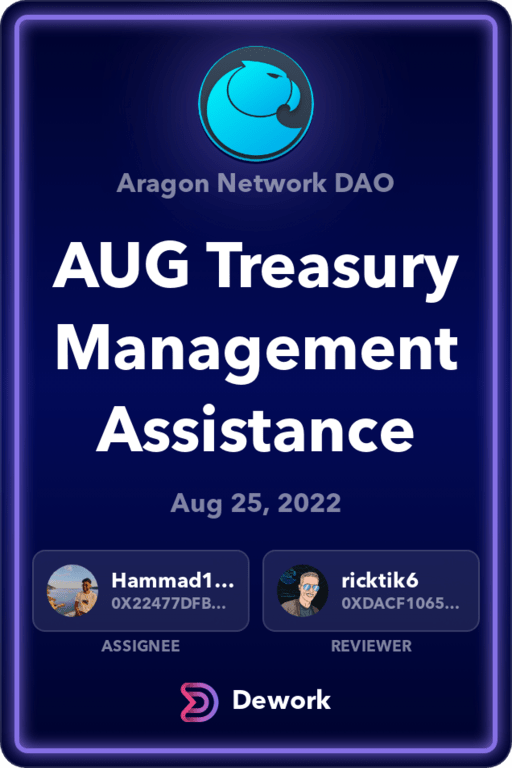 Aragon Network DAO
AUG Treasury
Management
Assistance
Aug 25, 2022
Hammad1...
0X22477DFB...
ASSIGNEE
ricktik6
0XDACF1065...
REVIEWER
Dework